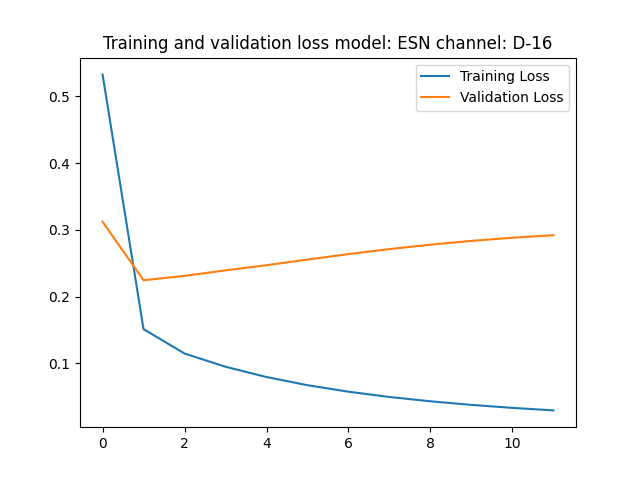 Training and validation loss model: ESN channel: D-16
Training Loss
Validation Loss
0.5
0.4
0.3
0.2
0.1
0 2 4 6 8 10